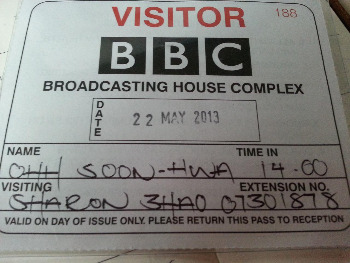 VISITOR 188
BBC
BROADCASTING HOUSE COMPLEX
DATE 22 MAY 2013
NAME TIME IN
OHH SOON-HWA 14.00
VISITING EXTENSION NO.
SHARON ZHAO 07301878
VALID ON DAY OF ISSUE ONLY. PLEASE RETURN THIS PASS TO RECEPTION